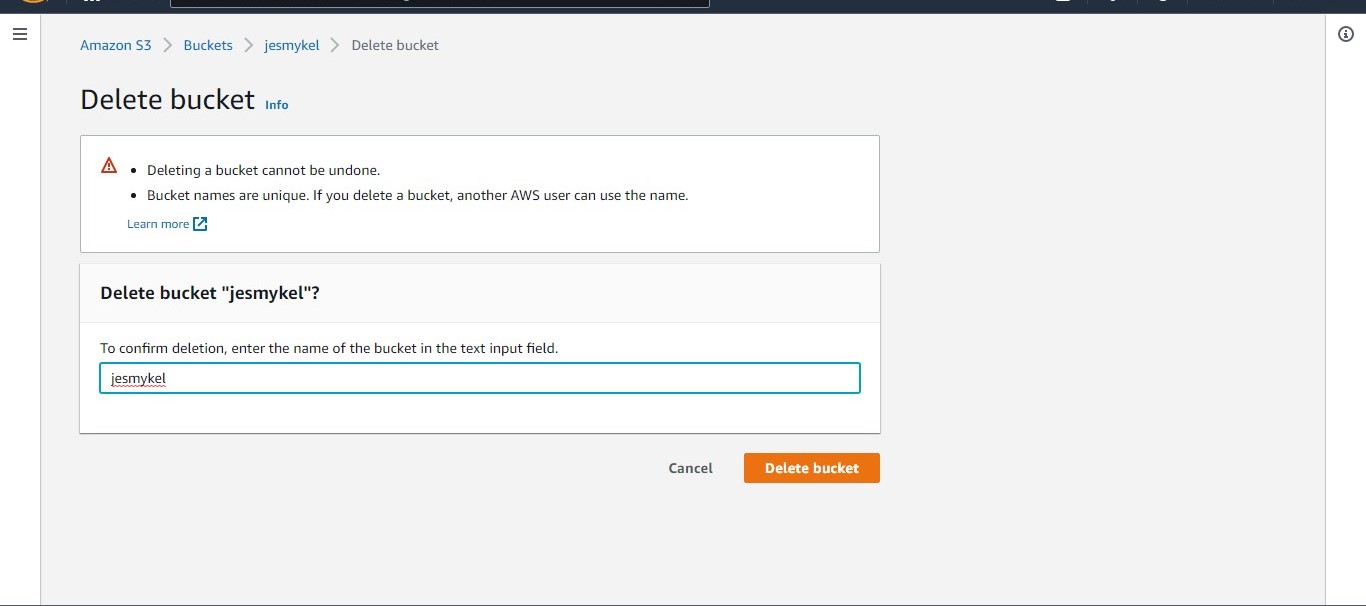 Amazon S3 > Buckets > jesmykel > Delete bucket
Delete bucket Info
• Deleting a bucket cannot be undone.
• Bucket names are unique. If you delete a bucket, another AWS user can use the name.
Learn more
Delete bucket "jesmykel"?
To confirm deletion, enter the name of the bucket in the text input field.
jesmykel
Cancel Delete bucket